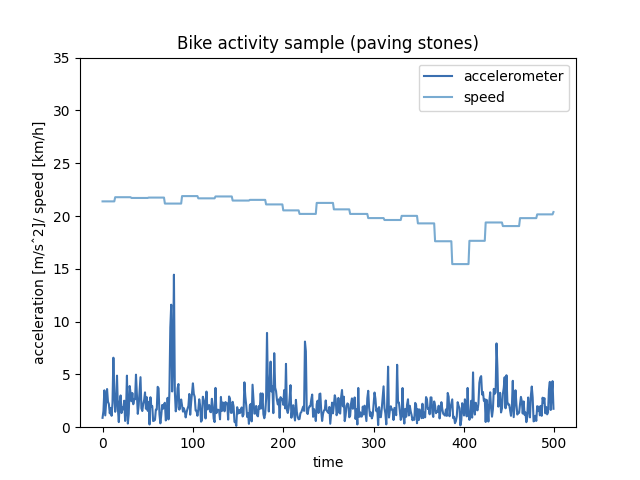 Bike activity sample (paving stones)
accelerometer
speed
acceleration [m/s^2]/ speed [km/h]
35
30
25
20
15
10
5
0
0 100 200 300 400 500
time